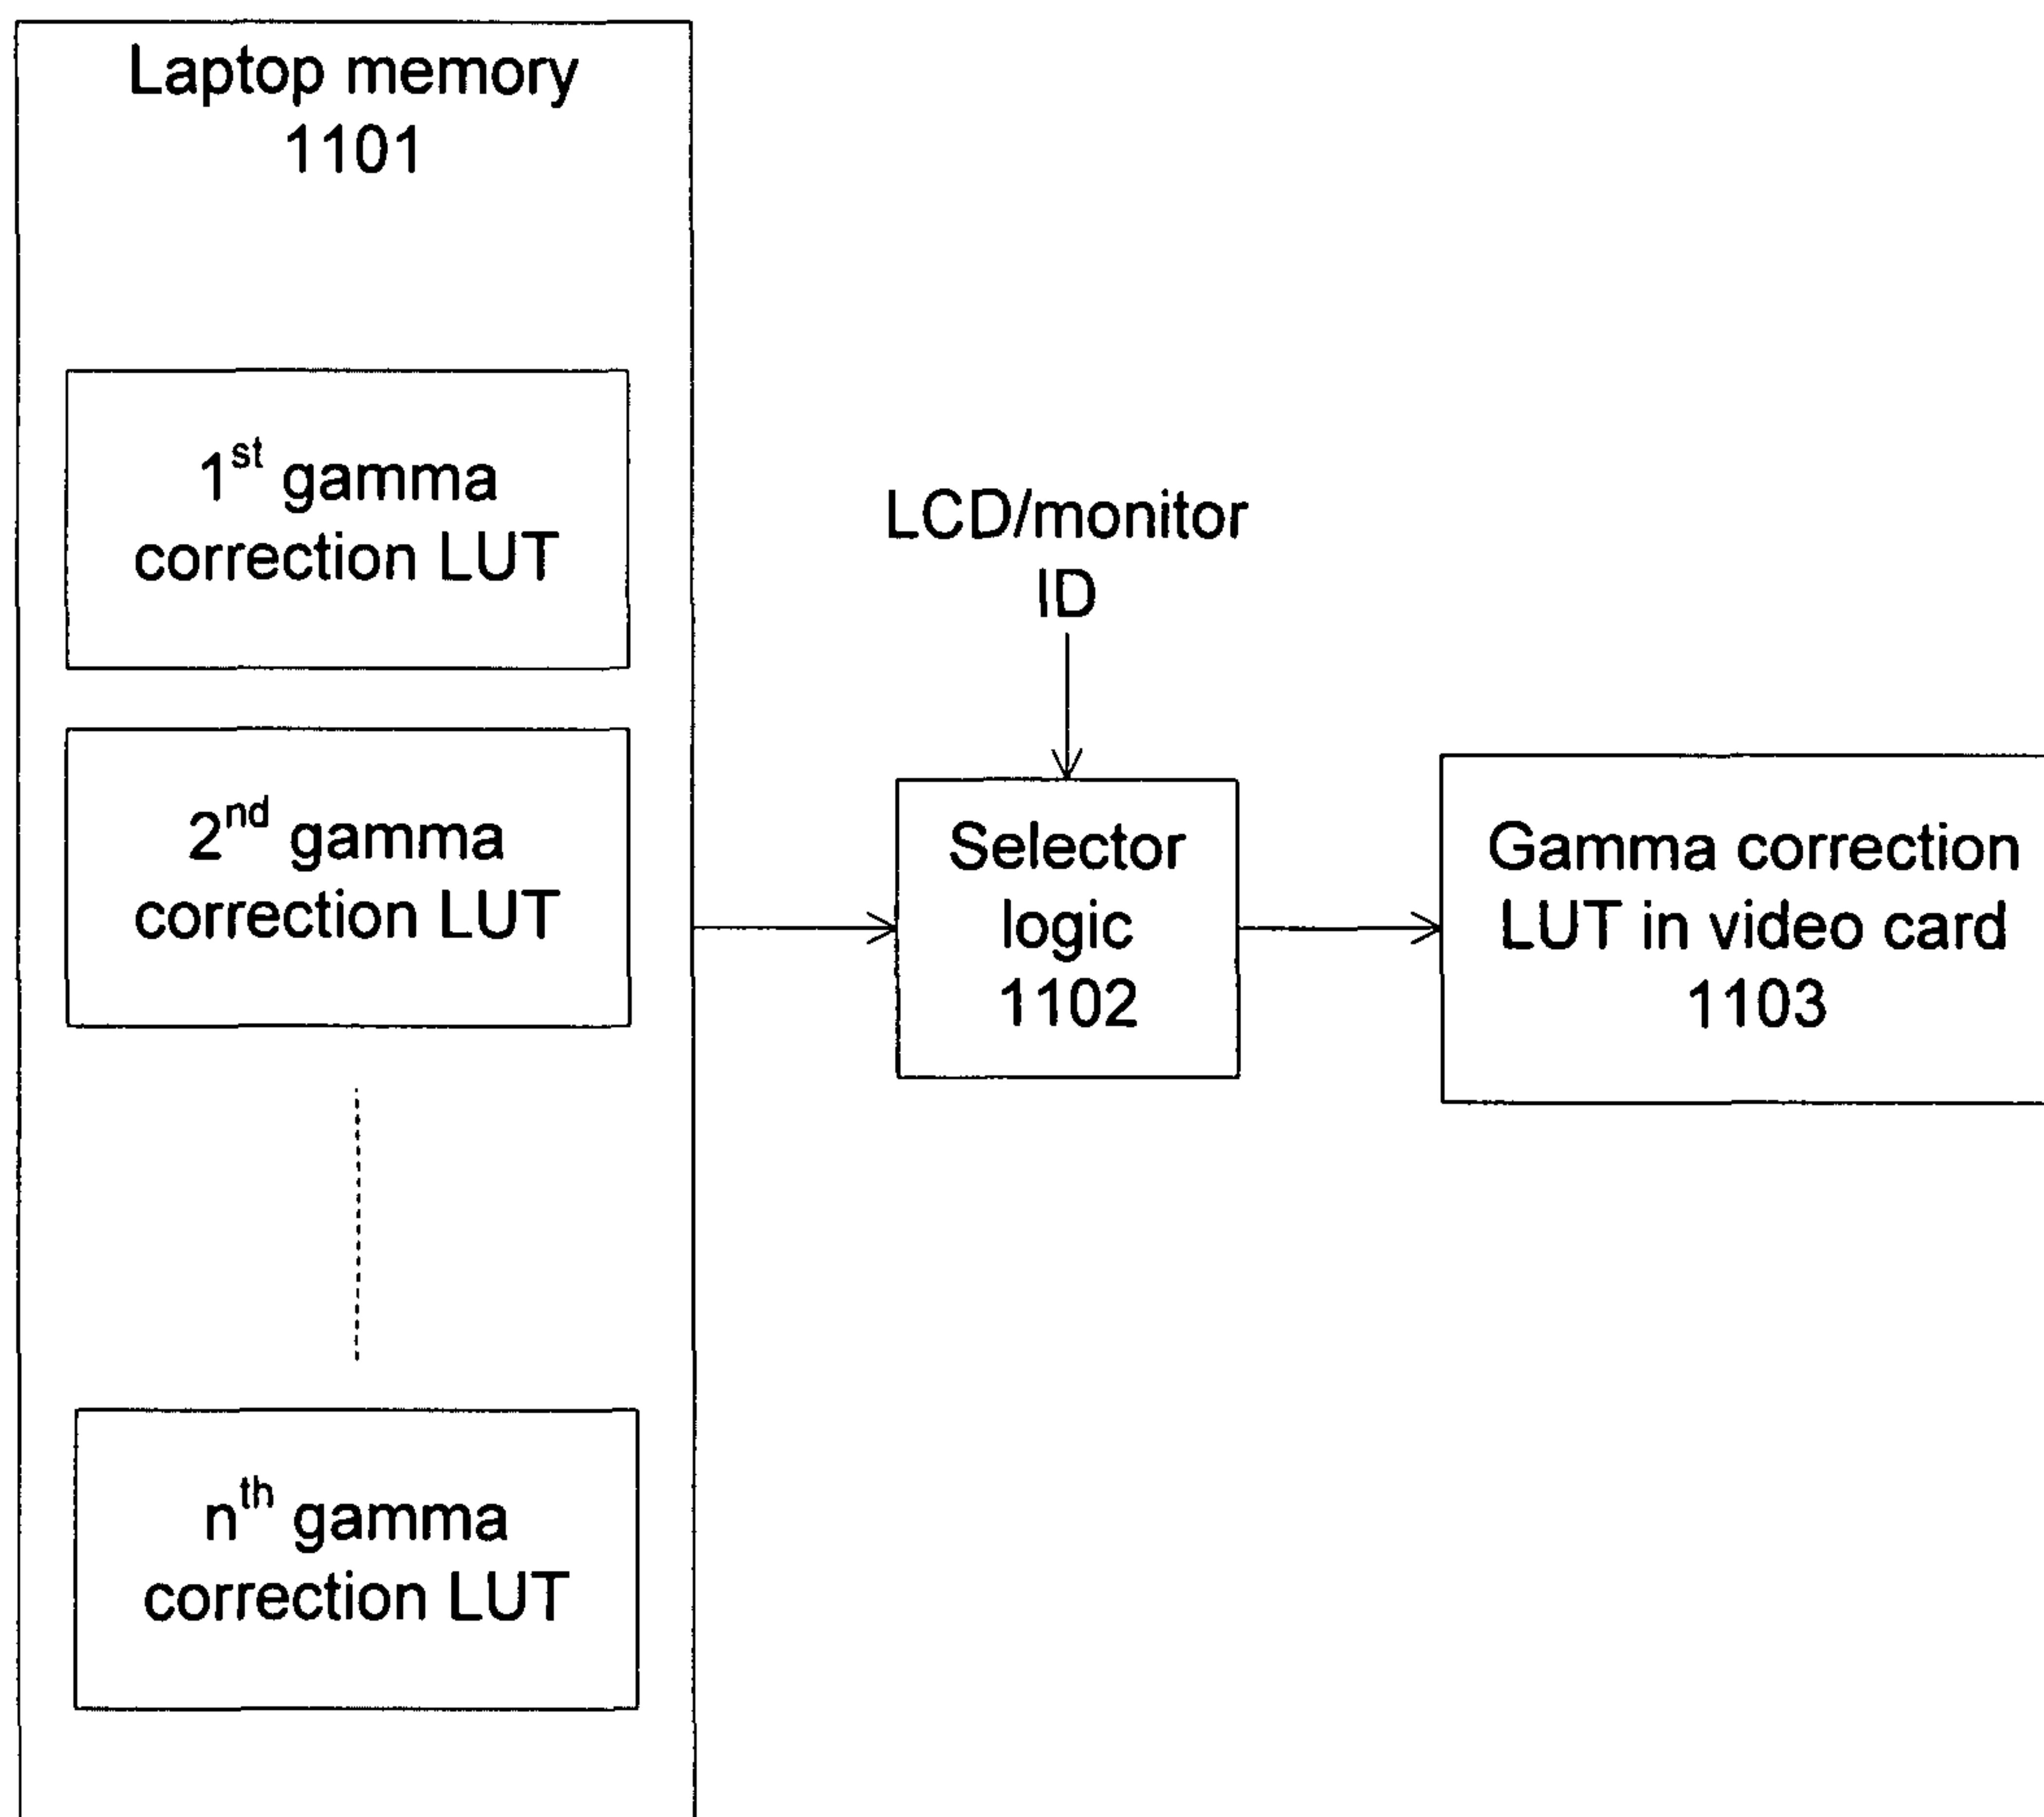 Laptop memory
1101
1st gamma
correction LUT
2nd gamma
correction LUT
nth gamma
correction LUT
LCD/monitor
ID
Selector
logic
1102
Gamma correction
LUT in video card
1103